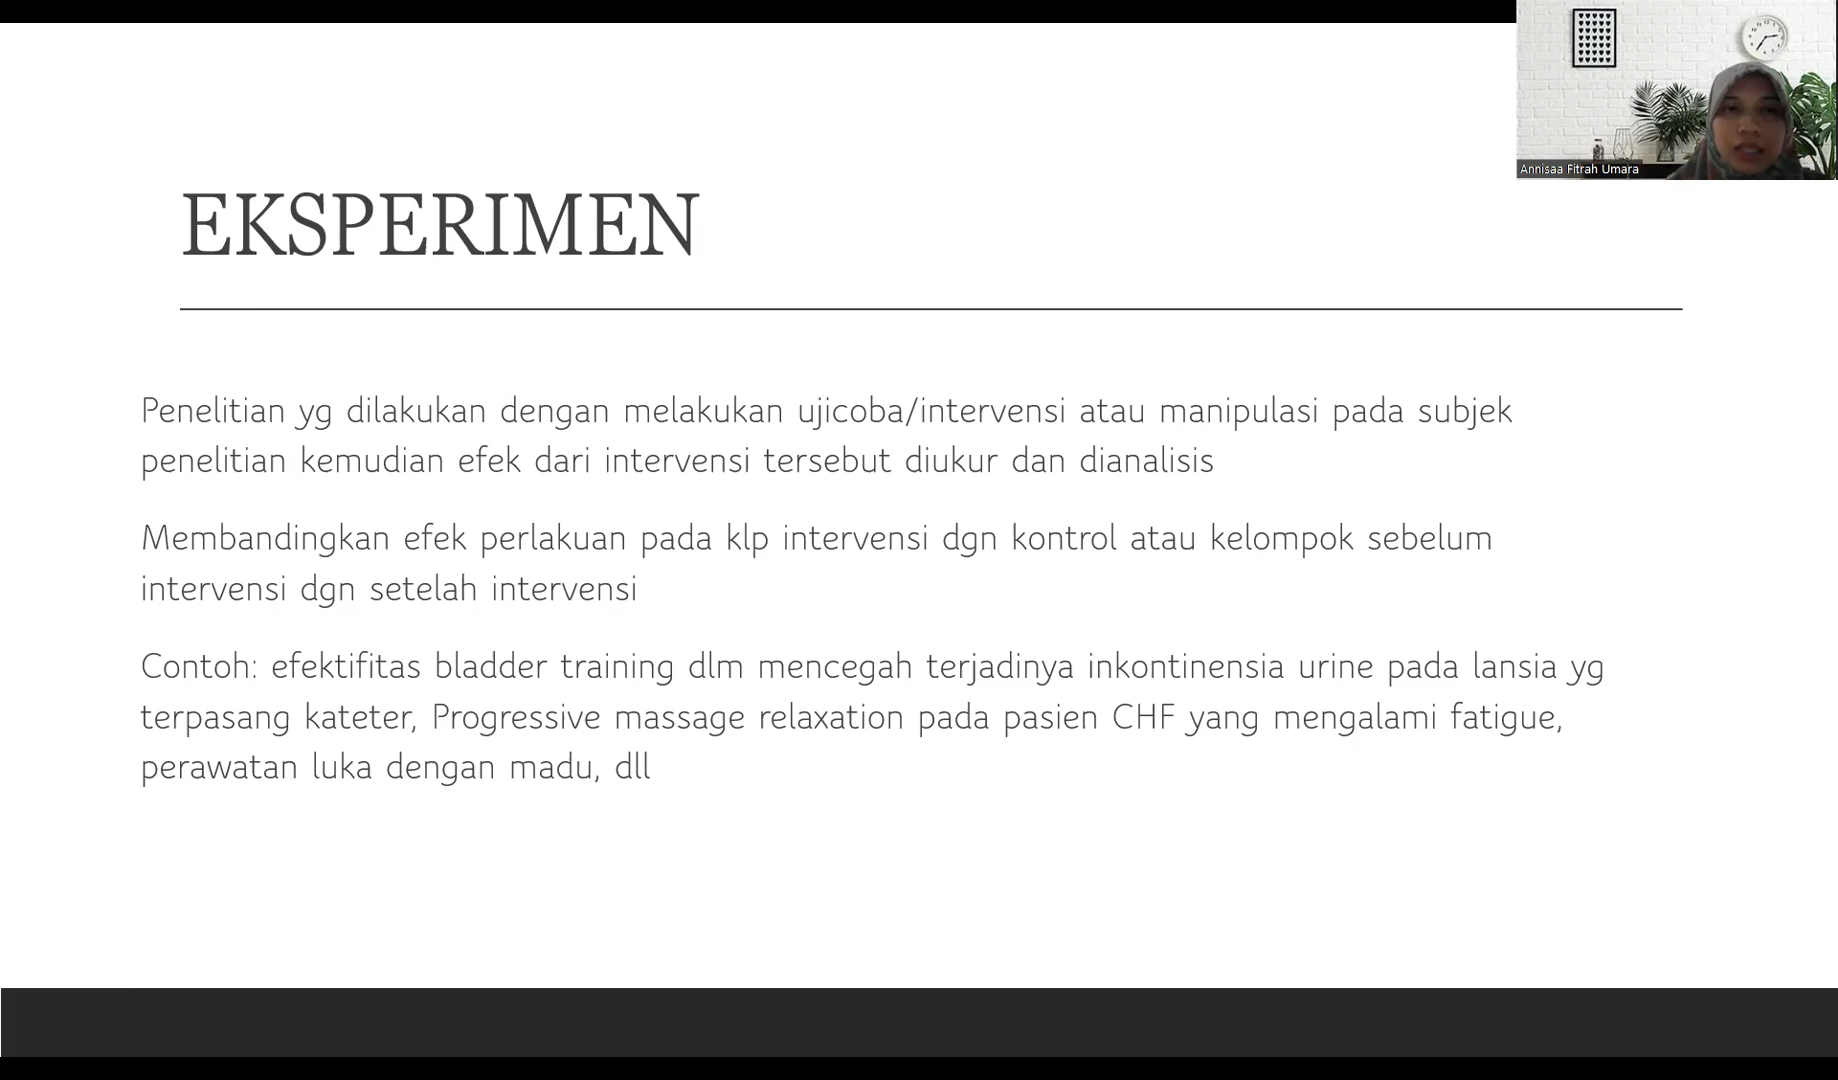 Annisaa Fitrah Umara
EKSPERIMEN
Penelitian yg dilakukan dengan melakukan ujicoba/intervensi atau manipulasi pada subjek
penelitian kemudian efek dari intervensi tersebut diukur dan dianalisis
Membandingkan efek perlakuan pada klp intervensi dgn kontrol atau kelompok sebelum
intervensi dgn setelah intervensi
Contoh: efektifitas bladder training dlm mencegah terjadinya inkontinensia urine pada lansia yg
terpasang kateter, Progressive massage relaxation pada pasien CHF yang mengalami fatigue,
perawatan luka dengan madu, dll